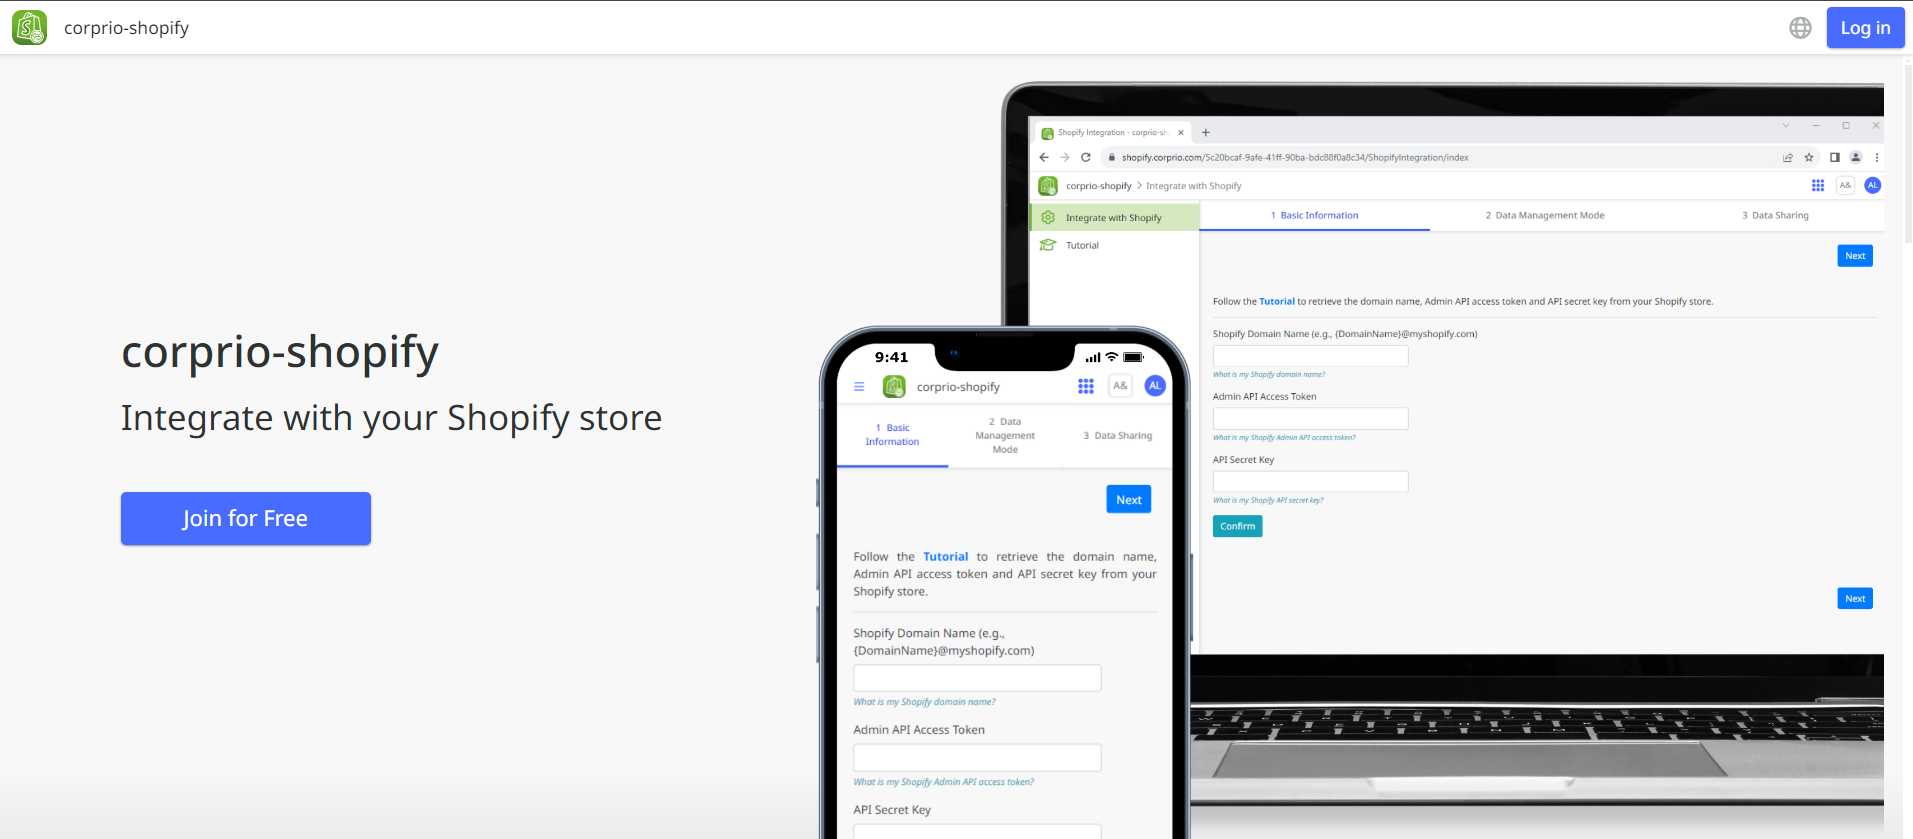 corprio-shopify
Log in
corprio-shopify
Integrate with your Shopify store
Join for Free
Shopify Integration - corprio-sh
shopify.corprio.com/5c20bcaf-9afe-41ff-90ba-bdc88f0a8c34/ShopifyIntegration/index
corprio-shopify > Integrate with Shopify
A&
AL
Integrate with Shopify
Tutorial
1 Basic Information
2 Data Management Mode
3 Data Sharing
Next
Follow the Tutorial to retrieve the domain name, Admin API access token and API secret key from your Shopify store.
Shopify Domain Name (e.g., {DomainName}@myshopify.com)
What is my Shopify domain name?
Admin API Access Token
What is my Shopify Admin API access token?
API Secret Key
What is my Shopify API secret key?
Confirm
Next
9:41
corprio-shopify
A&
AL
1 Basic
Information
2 Data
Management
Mode
3 Data Sharing
Next
Follow the Tutorial to retrieve the domain name,
Admin API access token and API secret key from your
Shopify store.
Shopify Domain Name (e.g.,
{DomainName}@myshopify.com)
What is my Shopify domain name?
Admin API Access Token
What is my Shopify Admin API access token?
API Secret Key